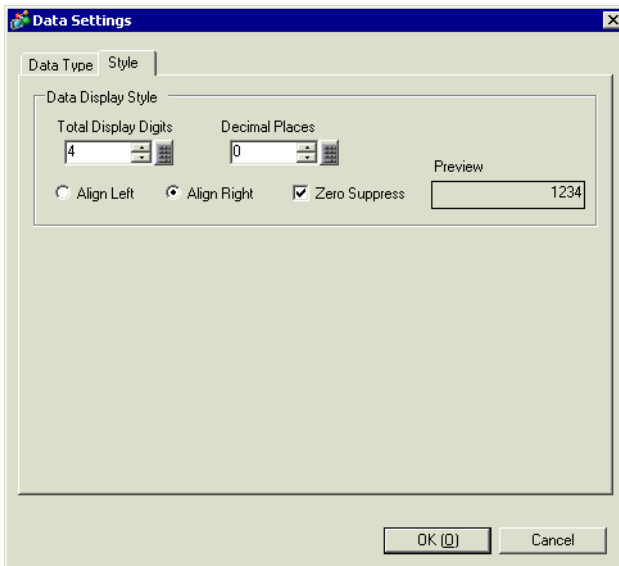 Data Settings
Data Type Style
Data Display Style
Total Display Digits Decimal Places
4 0
Preview
Align Left Align Right Zero Suppress 1234
OK (O) Cancel